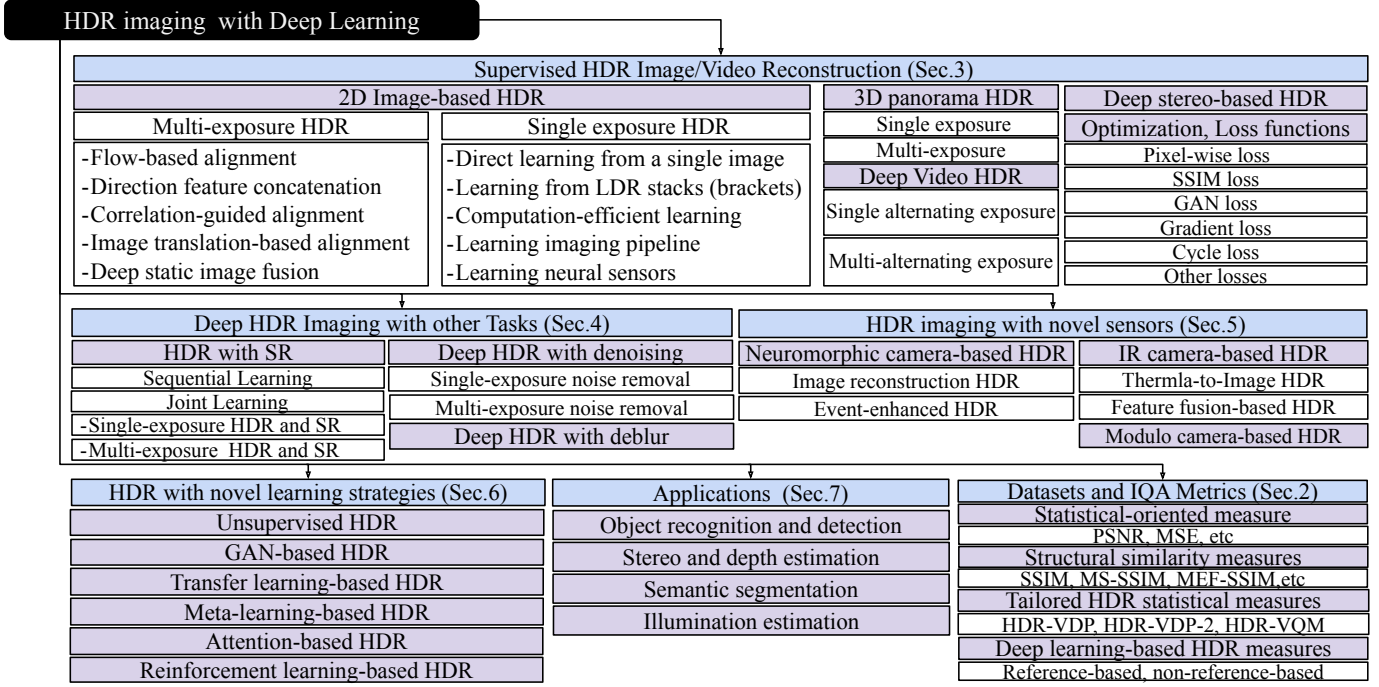 HDR imaging with Deep Learning
Supervised HDR Image/Video Reconstruction (Sec.3)
2D Image-based HDR
Multi-exposure HDR
-Flow-based alignment
-Direction feature concatenation
-Correlation-guided alignment
-Image translation-based alignment
-Deep static image fusion
Single exposure HDR
-Direct learning from a single image
-Learning from LDR stacks (brackets)
-Computation-efficient learning
-Learning imaging pipeline
-Learning neural sensors
3D panorama HDR
Single exposure
Multi-exposure
Deep Video HDR
Single alternating exposure
Multi-alternating exposure
Deep stereo-based HDR
Optimization, Loss functions
Pixel-wise loss
SSIM loss
GAN loss
Gradient loss
Cycle loss
Other losses
Deep HDR Imaging with other Tasks (Sec.4)
HDR with SR
Sequential Learning
Joint Learning
-Single-exposure HDR and SR
-Multi-exposure HDR and SR
Deep HDR with denoising
Single-exposure noise removal
Multi-exposure noise removal
Deep HDR with deblur
HDR imaging with novel sensors (Sec.5)
Neuromorphic camera-based HDR
Image reconstruction HDR
Event-enhanced HDR
IR camera-based HDR
Thermla-to-Image HDR
Feature fusion-based HDR
Modulo camera-based HDR
HDR with novel learning strategies (Sec.6)
Unsupervised HDR
GAN-based HDR
Transfer learning-based HDR
Meta-learning-based HDR
Attention-based HDR
Reinforcement learning-based HDR
Applications (Sec.7)
Object recognition and detection
Stereo and depth estimation
Semantic segmentation
Illumination estimation
Datasets and IQA Metrics (Sec.2)
Statistical-oriented measure
PSNR, MSE, etc
Structural similarity measures
SSIM, MS-SSIM, MEF-SSIM,etc
Tailored HDR statistical measures
HDR-VDP, HDR-VDP-2, HDR-VQM
Deep learning-based HDR measures
Reference-based, non-reference-based